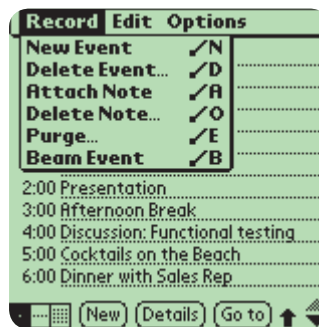 Record Edit Options
New Event /N
Delete Event... /D
Attach Note /A
Delete Note... /O
Purge... /E
Beam Event /B
2:00 Presentation
3:00 Afternoon Break
4:00 Discussion: Functional testing
5:00 Cocktails on the Beach
6:00 Dinner with Sales Rep
New Details Go to